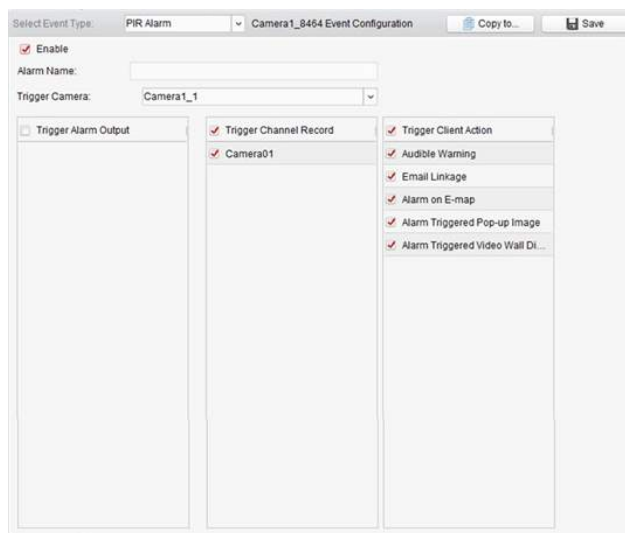 Select Event Type: PIR Alarm Camera1_8464 Event Configuration Copy to... Save
Enable
Alarm Name:
Trigger Camera: Camera1_1
Trigger Alarm Output
Trigger Channel Record
Camera01
Trigger Client Action
Audible Warning
Email Linkage
Alarm on E-map
Alarm Triggered Pop-up Image
Alarm Triggered Video Wall Di...